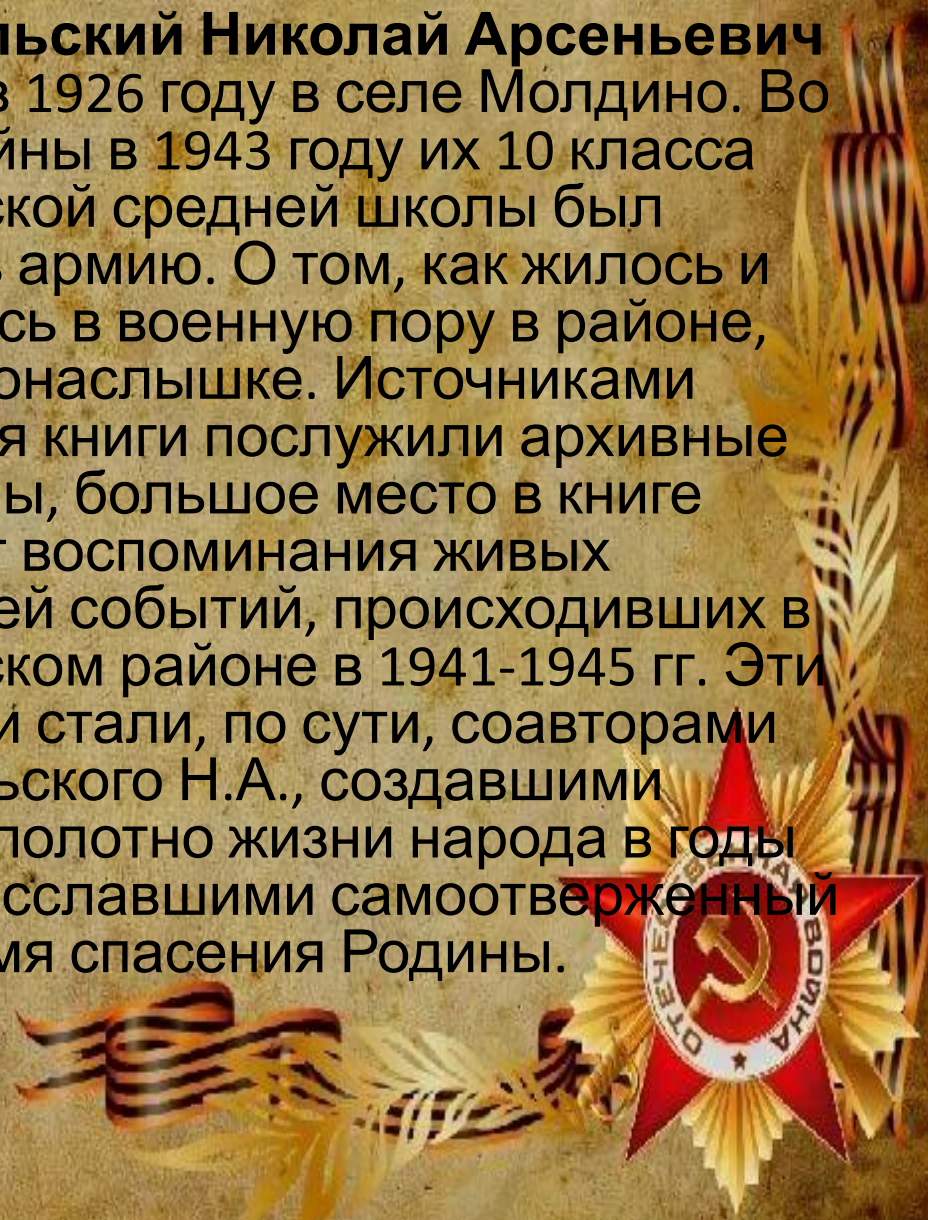 льский Николай Арсеньевич
в 1926 году в селе Молдино. Во
йны в 1943 году их 10 класса
ской средней школы был
ь армию. О том, как жилось и
сь в военную пору в районе,
онаслышке. Источниками
я книги послужили архивные
ы, большое место в книге
т воспоминания живых
ей событий, происходивших в
ском районе в 1941-1945 гг. Эти
и стали, по сути, соавторами
ьского Н.А., создавшими
полотно жизни народа в годы
сславшими самоотверженный
мя спасения Родины.
ОТЕЧЕ
ВОЙНА